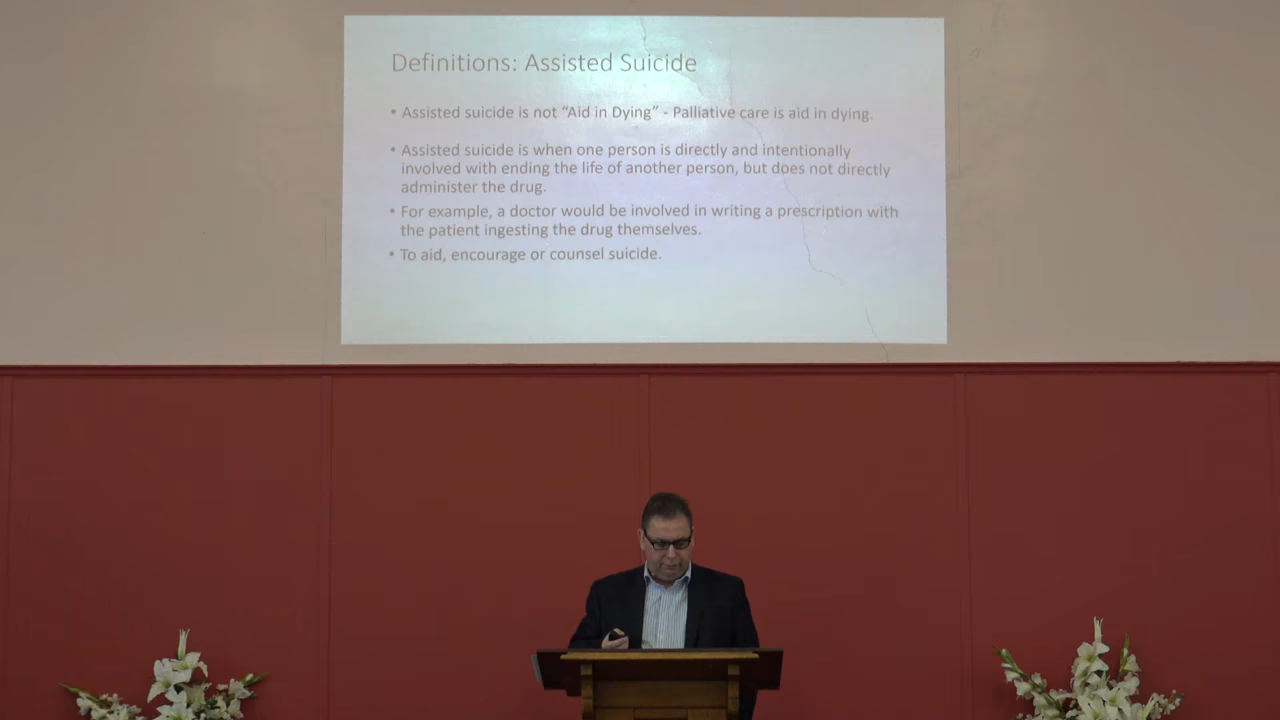 Definitions: Assisted Suicide
• Assisted suicide is not “Aid in Dying” - Palliative care is aid in dying.
• Assisted suicide is when one person is directly and intentionally
involved with ending the life of another person, but does not directly
administer the drug.
• For example, a doctor would be involved in writing a prescription with
the patient ingesting the drug themselves.
• To aid, encourage or counsel suicide.